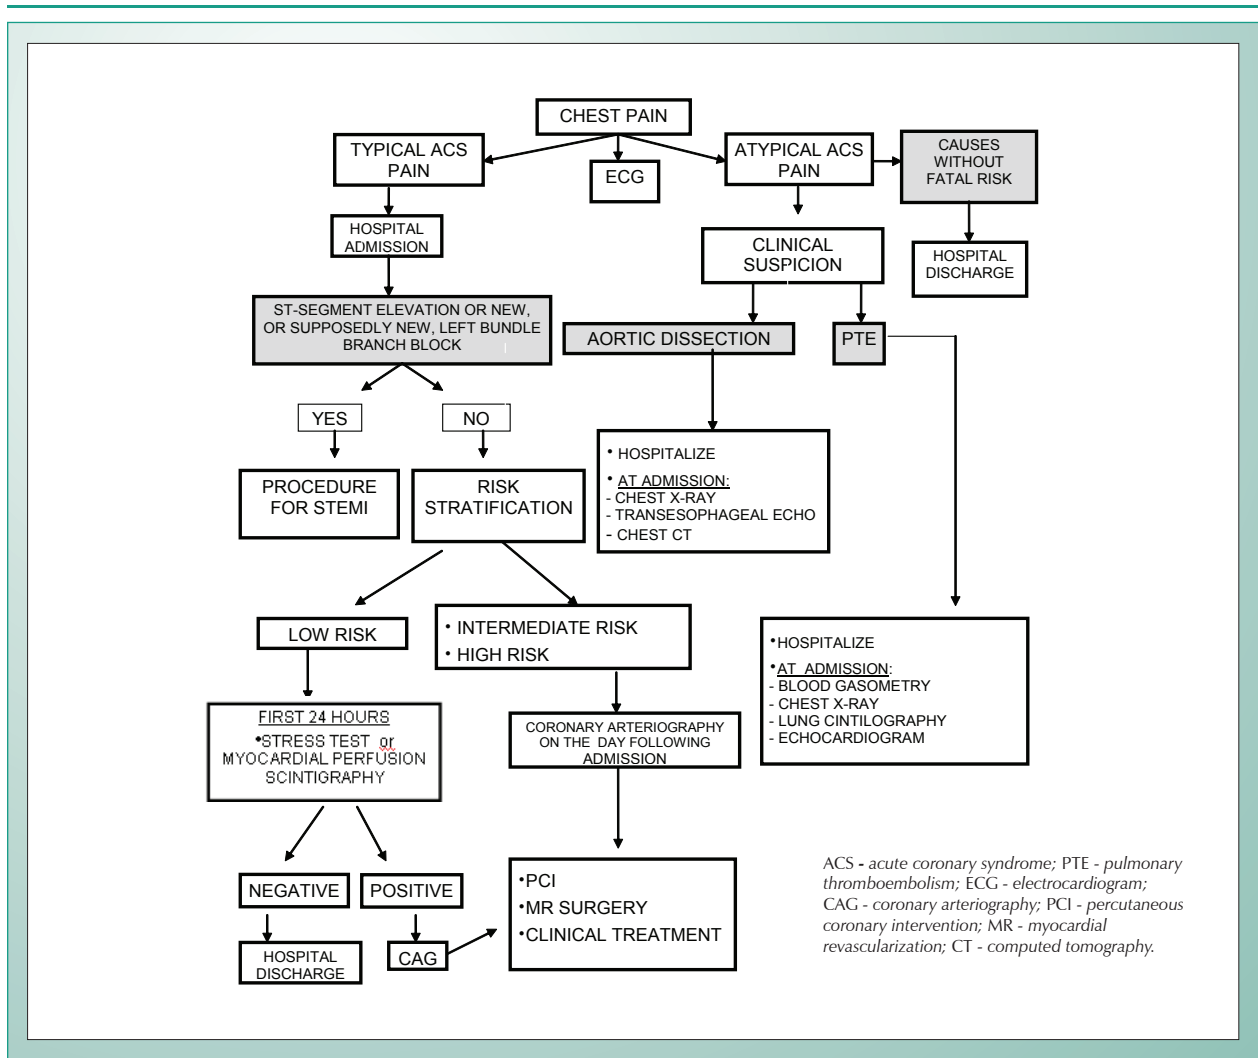 CHEST PAIN
TYPICAL ACS
PAIN
ECG
ATYPICAL ACS
PAIN
CAUSES
WITHOUT
FATAL RISK
HOSPITAL
ADMISSION
CLINICAL
SUSPICION
HOSPITAL
DISCHARGE
ST-SEGMENT ELEVATION OR NEW,
OR SUPPOSEDLY NEW, LEFT BUNDLE
BRANCH BLOCK
AORTIC DISSECTION
PTE
YES
NO
PROCEDURE
FOR STEMI
RISK
STRATIFICATION
• HOSPITALIZE
• AT ADMISSION:
- CHEST X-RAY
- TRANSESOPHAGEAL ECHO
- CHEST CT
LOW RISK
• INTERMEDIATE RISK
• HIGH RISK
•HOSPITALIZE
•AT ADMISSION:
- BLOOD GASOMETRY
- CHEST X-RAY
- LUNG CINTILOGRAPHY
- ECHOCARDIOGRAM
FIRST 24 HOURS
•STRESS TEST or
MYOCARDIAL PERFUSION
SCINTIGRAPHY
CORONARY ARTERIOGRAPHY
ON THE DAY FOLLOWING
ADMISSION
NEGATIVE
POSITIVE
•PCI
•MR SURGERY
•CLINICAL TREATMENT
HOSPITAL
DISCHARGE
CAG
ACS - acute coronary syndrome; PTE - pulmonary
thromboembolism; ECG - electrocardiogram;
CAG - coronary arteriography; PCI - percutaneous
coronary intervention; MR - myocardial
revascularization; CT - computed tomography.